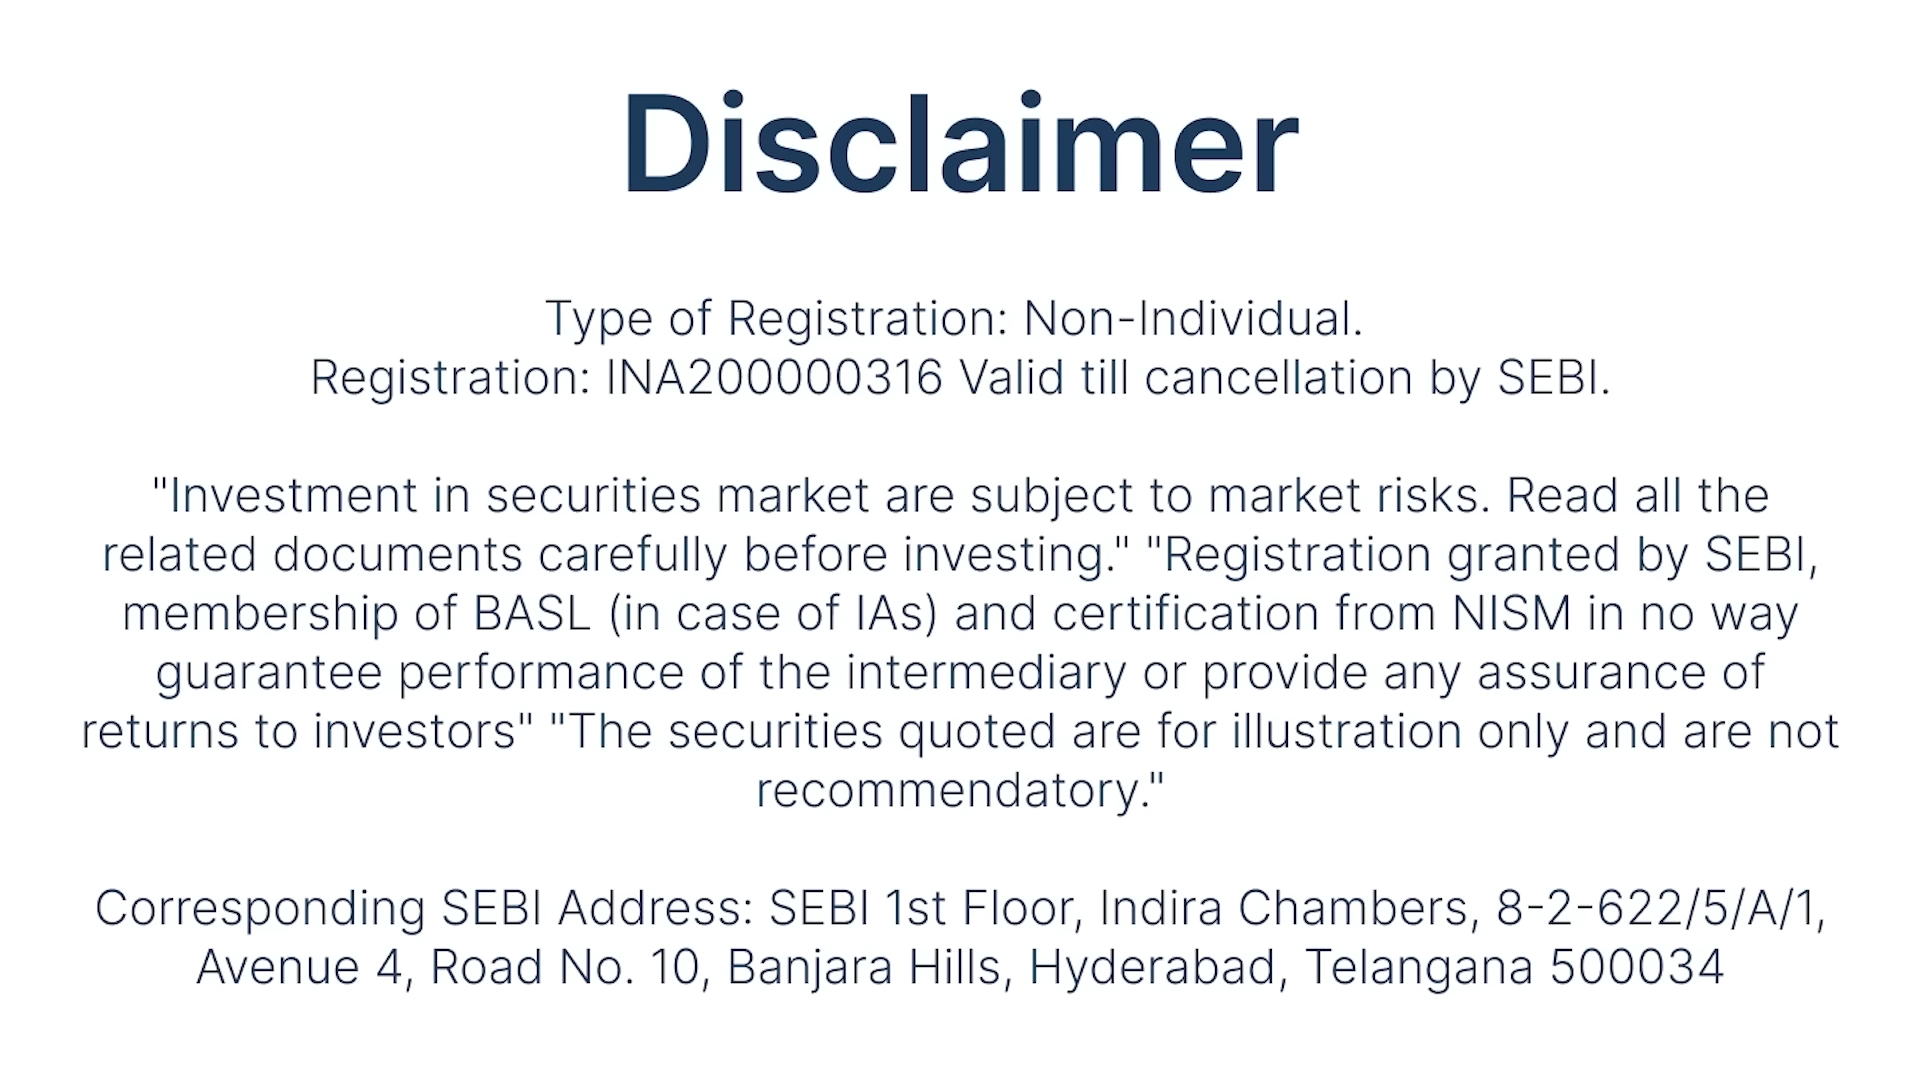 Disclaimer
Type of Registration: Non-Individual.
Registration: INA200000316 Valid till cancellation by SEBI.
"Investment in securities market are subject to market risks. Read all the
related documents carefully before investing." "Registration granted by SEBI,
membership of BASL (in case of IAs) and certification from NISM in no way
guarantee performance of the intermediary or provide any assurance of
returns to investors" "The securities quoted are for illustration only and are not
recommendatory."
Corresponding SEBI Address: SEBI 1st Floor, Indira Chambers, 8-2-622/5/A/1,
Avenue 4, Road No. 10, Banjara Hills, Hyderabad, Telangana 500034